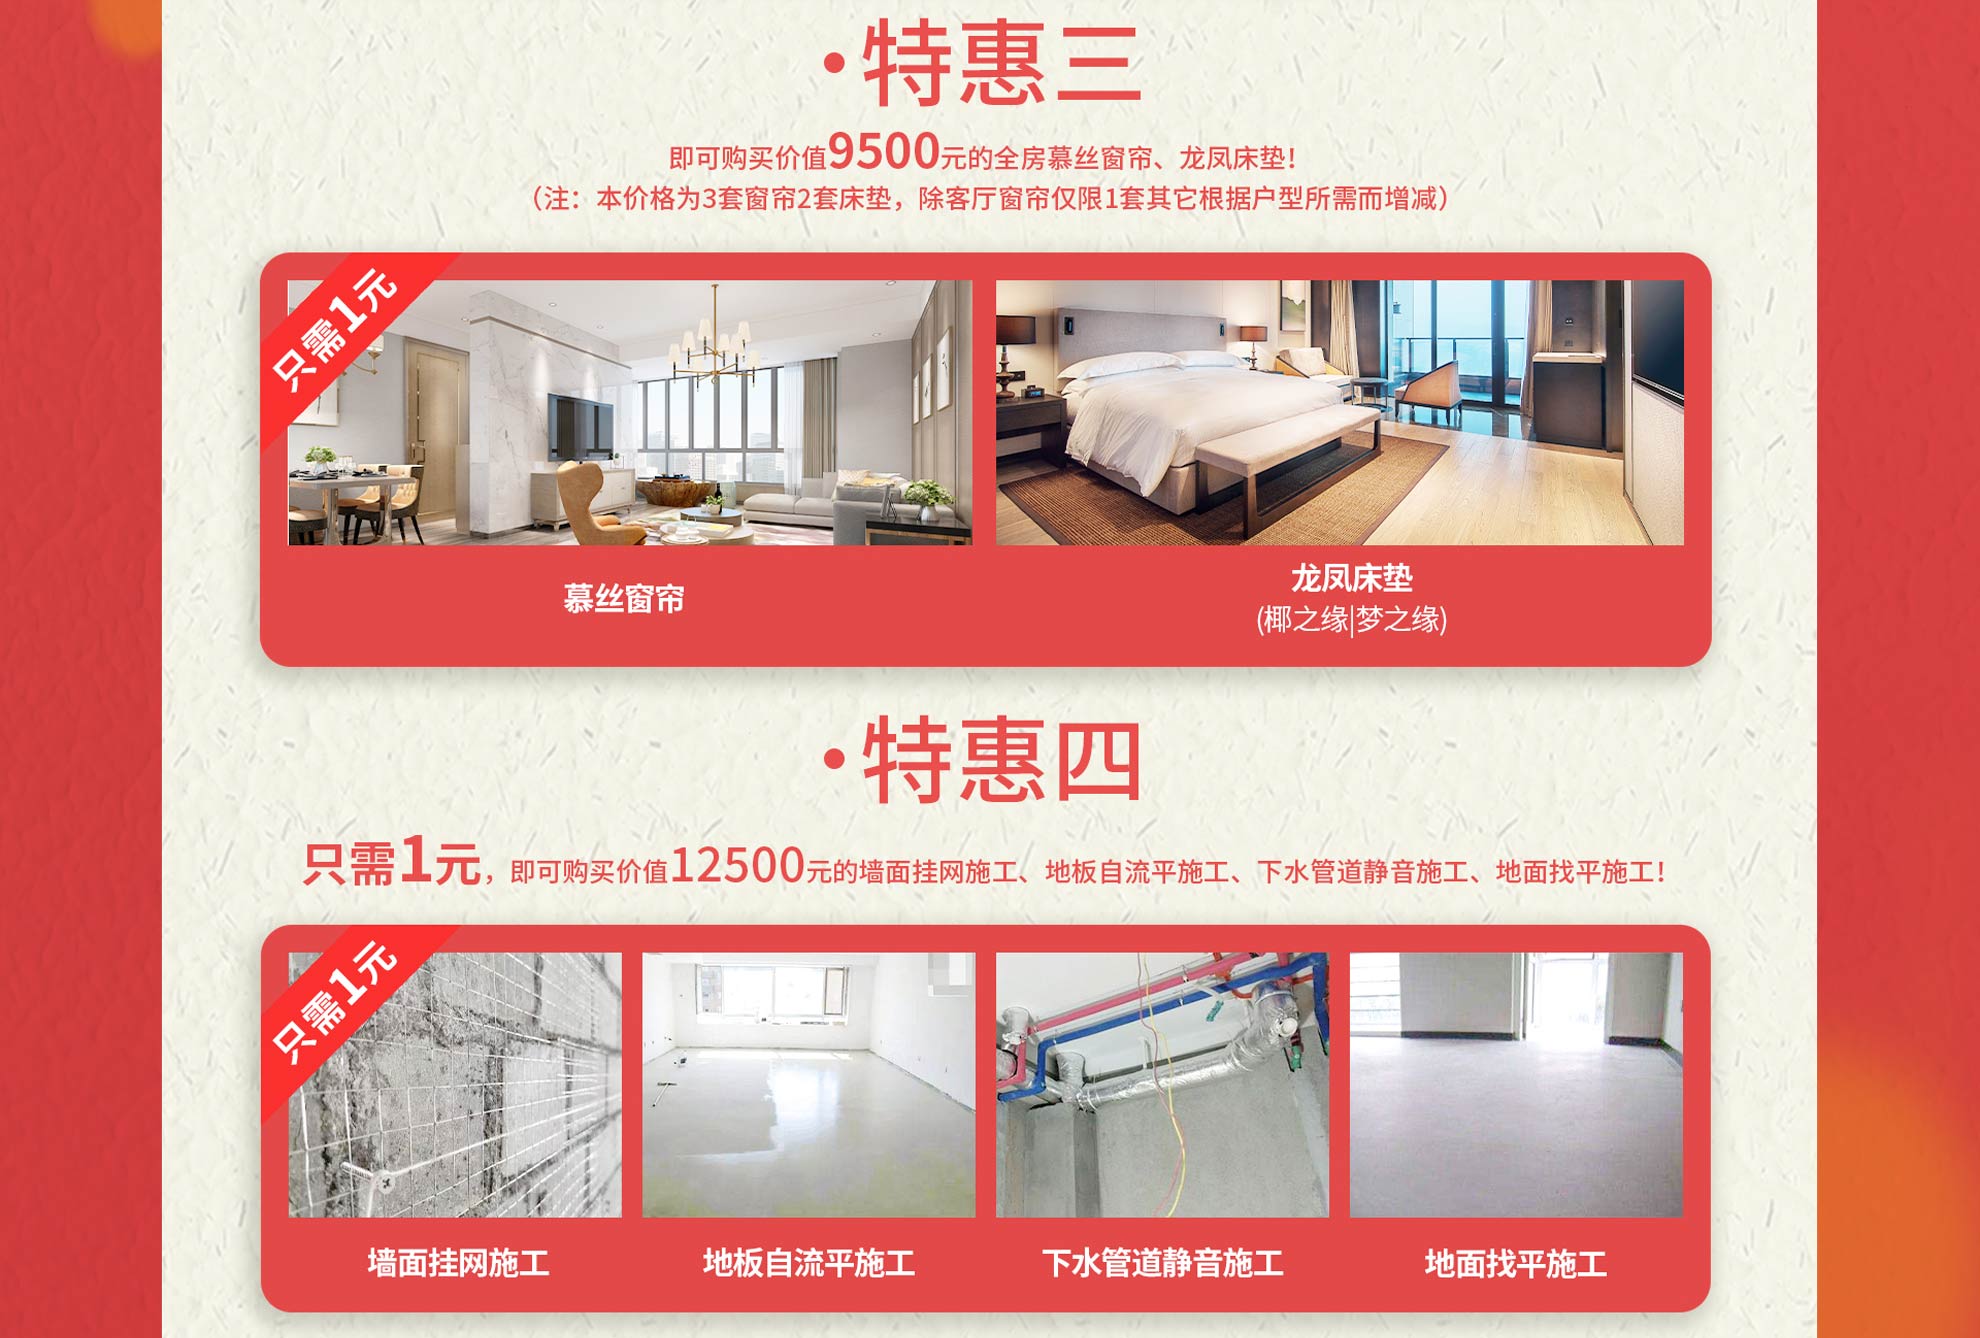 ·特惠三
即可购买价值9500元的全房慕丝窗帘、龙凤床垫！
（注：本价格为3套窗帘2套床垫，除客厅窗帘仅限1套其它根据户型所需而增减）
只需1元
慕丝窗帘
龙凤床垫
(椰之缘|梦之缘)
·特惠四
只需1元，即可购买价值12500元的墙面挂网施工、地板自流平施工、下水管道静音施工、地面找平施工！
只需1元
墙面挂网施工
地板自流平施工
下水管道静音施工
地面找平施工